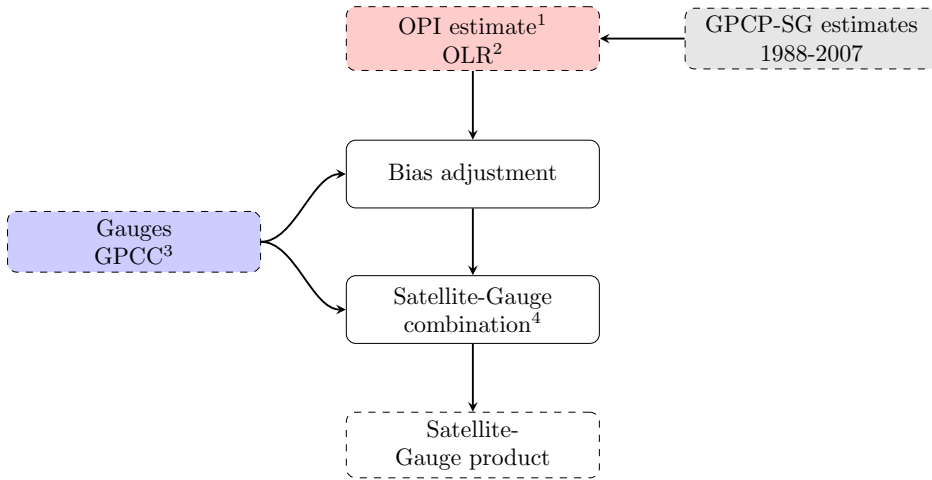 OPI estimate¹
OLR²
GPCP-SG estimates
1988-2007
Bias adjustment
Gauges
GPCC³
Satellite-Gauge
combination⁴
Satellite-
Gauge product